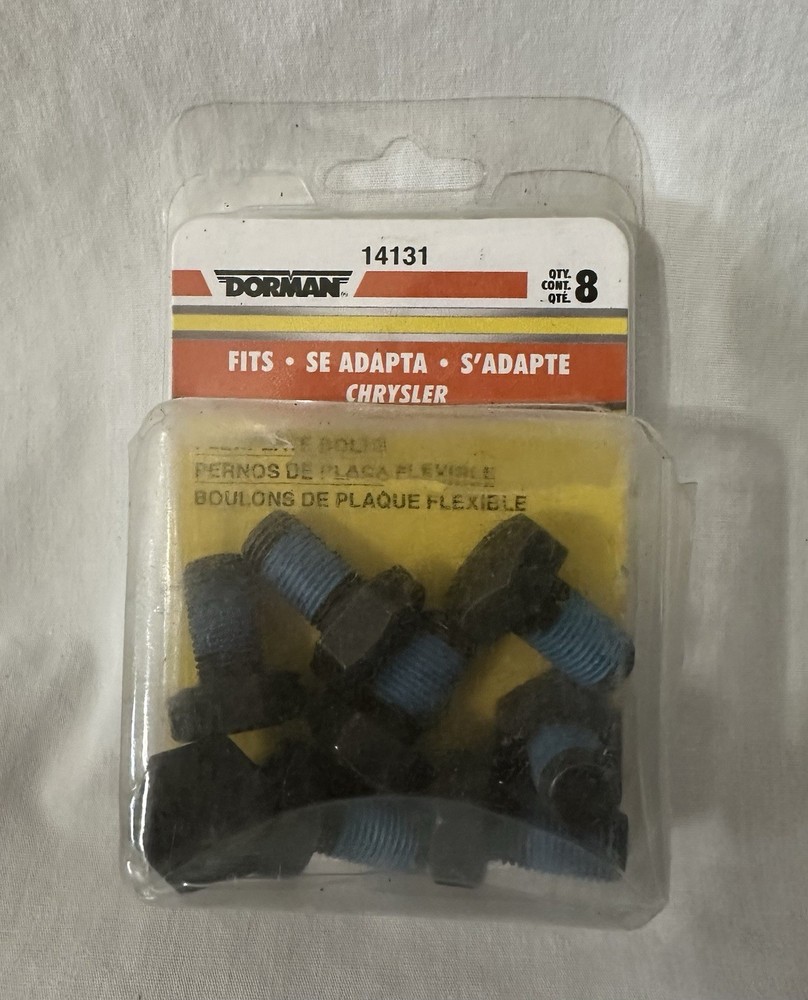 14131
DORMAN
QTY.
CONT. 8
QTÉ.
FITS • SE ADAPTA • S'ADAPTE
CHRYSLER
BOLTS
PERNOS DE PLACA FLEXIBLE
BOULONS DE PLAQUE FLEXIBLE